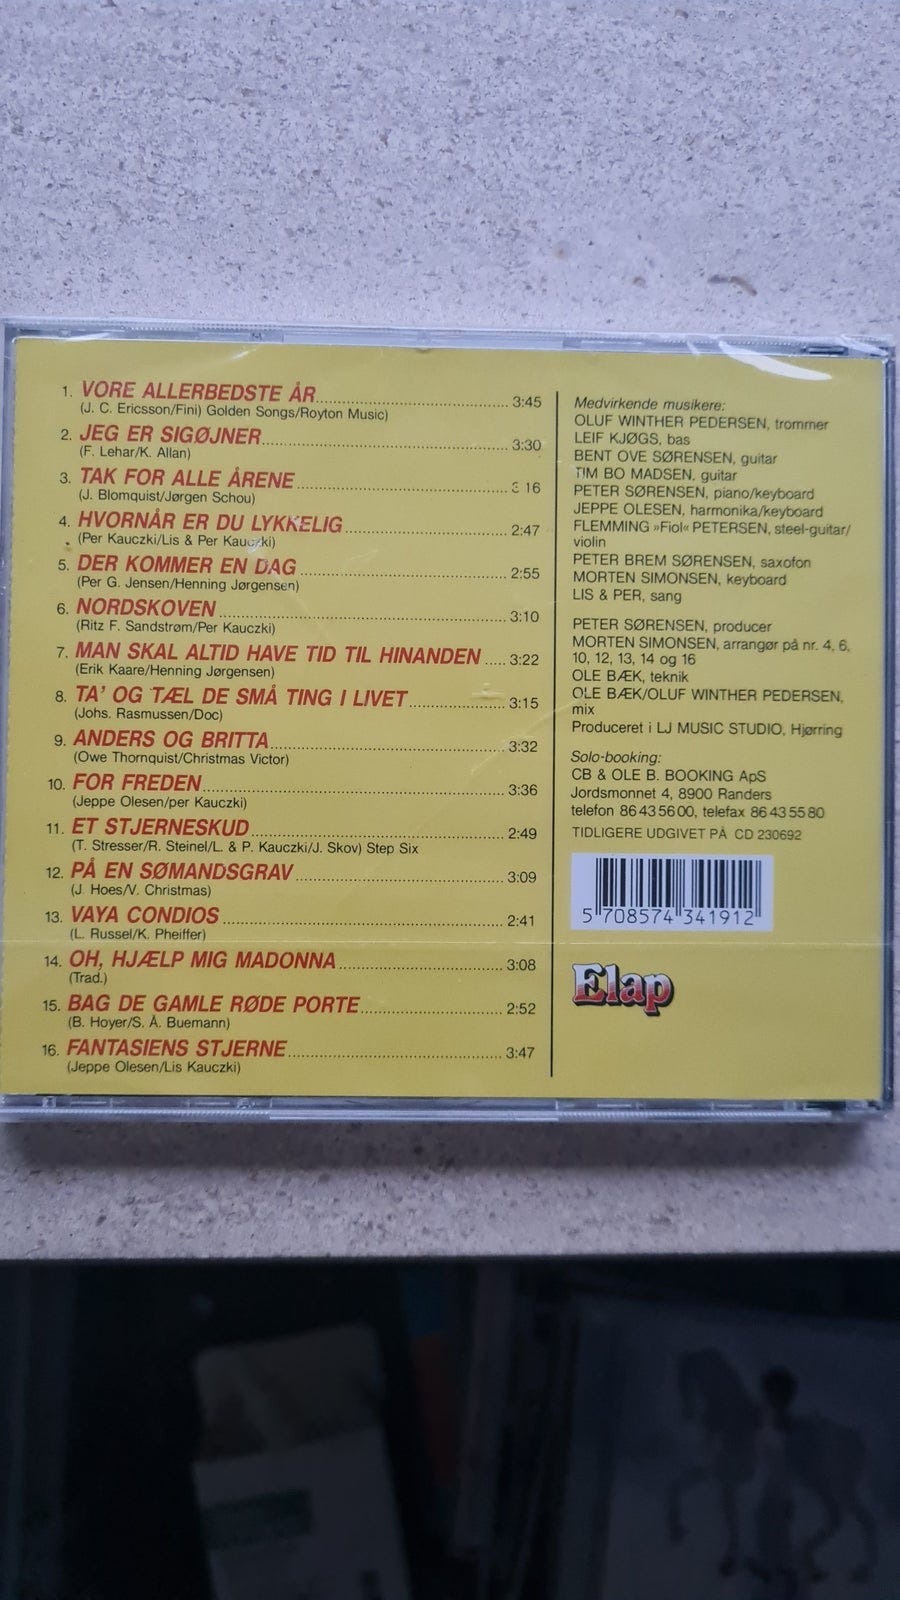 1. VORE ALLERBEDSTE ÅR 3:45
(J. C. Ericsson/Fini) Golden Songs/Royton Music)
2. JEG ER SIGØJNER 3:30
(F. Lehar/K. Allan)
3. TAK FOR ALLE ÅRENE 3:16
(J. Blomquist/Jørgen Schou)
4. HVORNÅR ER DU LYKKELIG 2:47
(Per Kauczki/Lis & Per Kauczki)
5. DER KOMMER EN DAG 2:55
(Per G. Jensen/Henning Jørgensen)
6. NORDSKOVEN 3:10
(Ritz F. Sandstrøm/Per Kauczki)
7. MAN SKAL ALTID HAVE TID TIL HINANDEN 3:22
(Erik Kaare/Henning Jørgensen)
8. TA' OG TÆL DE SMÅ TING I LIVET 3:15
(Johs. Rasmussen/Doc)
9. ANDERS OG BRITTA 3:32
(Owe Thornquist/Christmas Victor)
10. FOR FREDEN 3:36
(Jeppe Olesen/per Kauczki)
11. ET STJERNESKUD 2:49
(T. Stresser/R. Steinel/L. & P. Kauczki/J. Skov) Step Six
12. PÅ EN SØMANDSGRAV 3:09
(J. Hoes/V. Christmas)
13. VAYA CONDIOS 2:41
(L. Russel/K. Pheiffer)
14. OH, HJÆLP MIG MADONNA 3:08
(Trad.)
15. BAG DE GAMLE RØDE PORTE 2:52
(B. Hoyer/S. Å. Buemann)
16. FANTASIENS STJERNE 3:47
(Jeppe Olesen/Lis Kauczki)
Medvirkende musikere:
OLUF WINTHER PEDERSEN, trommer
LEIF KJØGS, bas
BENT OVE SØRENSEN, guitar
TIM BO MADSEN, guitar
PETER SØRENSEN, piano/keyboard
JEPPE OLESEN, harmonika/keyboard
FLEMMING »Fiol« PETERSEN, steel-guitar/
violin
PETER BREM SØRENSEN, saxofon
MORTEN SIMONSEN, keyboard
LIS & PER, sang
PETER SØRENSEN, producer
MORTEN SIMONSEN, arrangør på nr. 4, 6,
10, 12, 13, 14 og 16
OLE BÆK, teknik
OLE BÆK/OLUF WINTHER PEDERSEN,
mix
Produceret i LJ MUSIC STUDIO, Hjørring
Solo-booking:
CB & OLE B. BOOKING ApS
Jordsmonnet 4, 8900 Randers
telefon 86 43 56 00, telefax 86 43 55 80
TIDLIGERE UDGIVET PÅ CD 230692
5 708574 341912
Elap